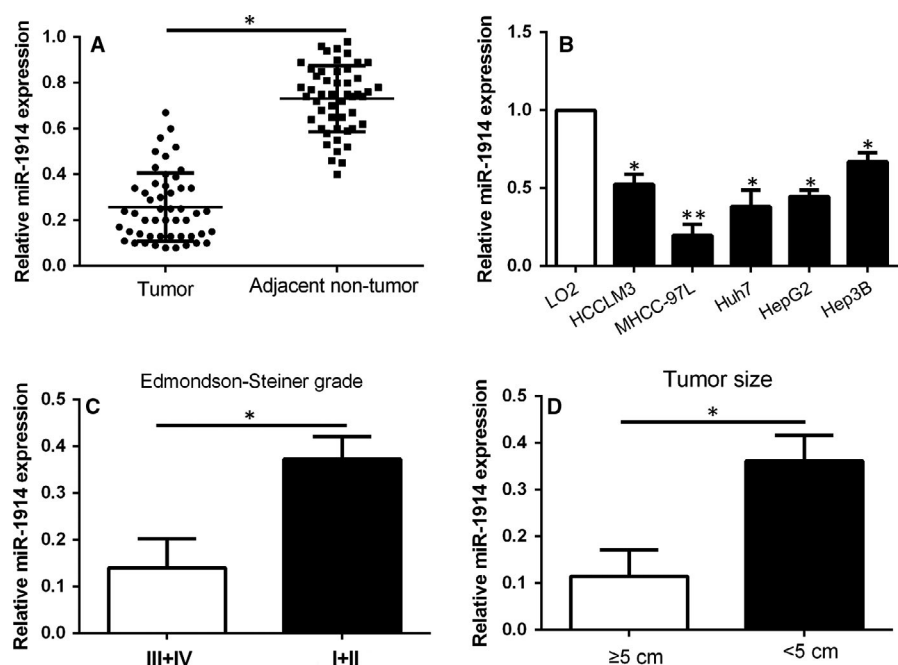 A
*
Relative miR-1914 expression
1.0
0.8
0.6
0.4
0.2
0.0
Tumor
Adjacent non-tumor
B
Relative miR-1914 expression
1.5
1.0
0.5
0.0
*
**
*
*
*
LO2
HCCLM3
MHCC-97L
Huh7
HepG2
Hep3B
C
Edmondson-Steiner grade
*
Relative miR-1914 expression
0.5
0.4
0.3
0.2
0.1
0.0
III+IV
I+II
D
Tumor size
*
Relative miR-1914 expression
0.5
0.4
0.3
0.2
0.1
0.0
≥5 cm
<5 cm